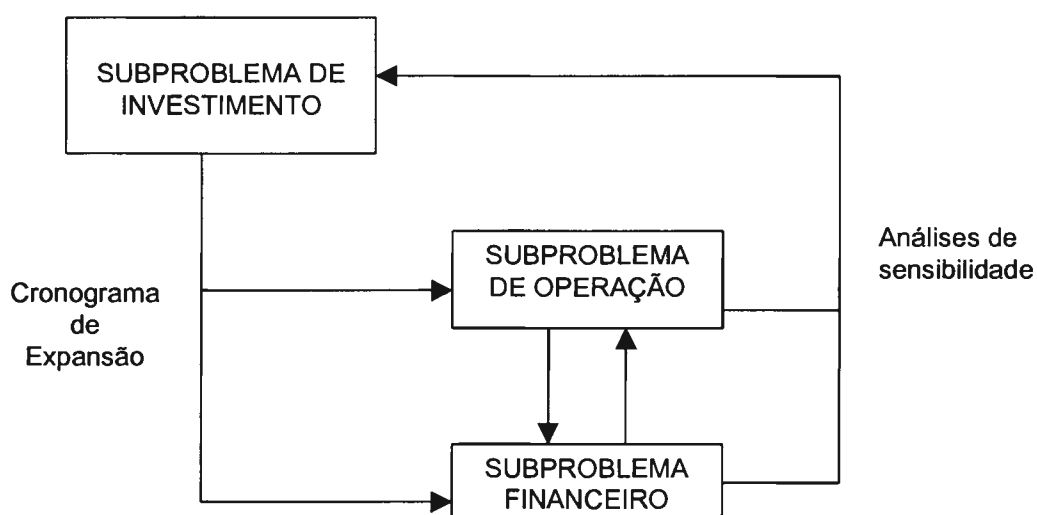 SUBPROBLEMA DE
INVESTIMENTO
SUBPROBLEMA
DE OPERAÇÃO
Análises de
sensibilidade
Cronograma
de
Expansão
SUBPROBLEMA
FINANCEIRO